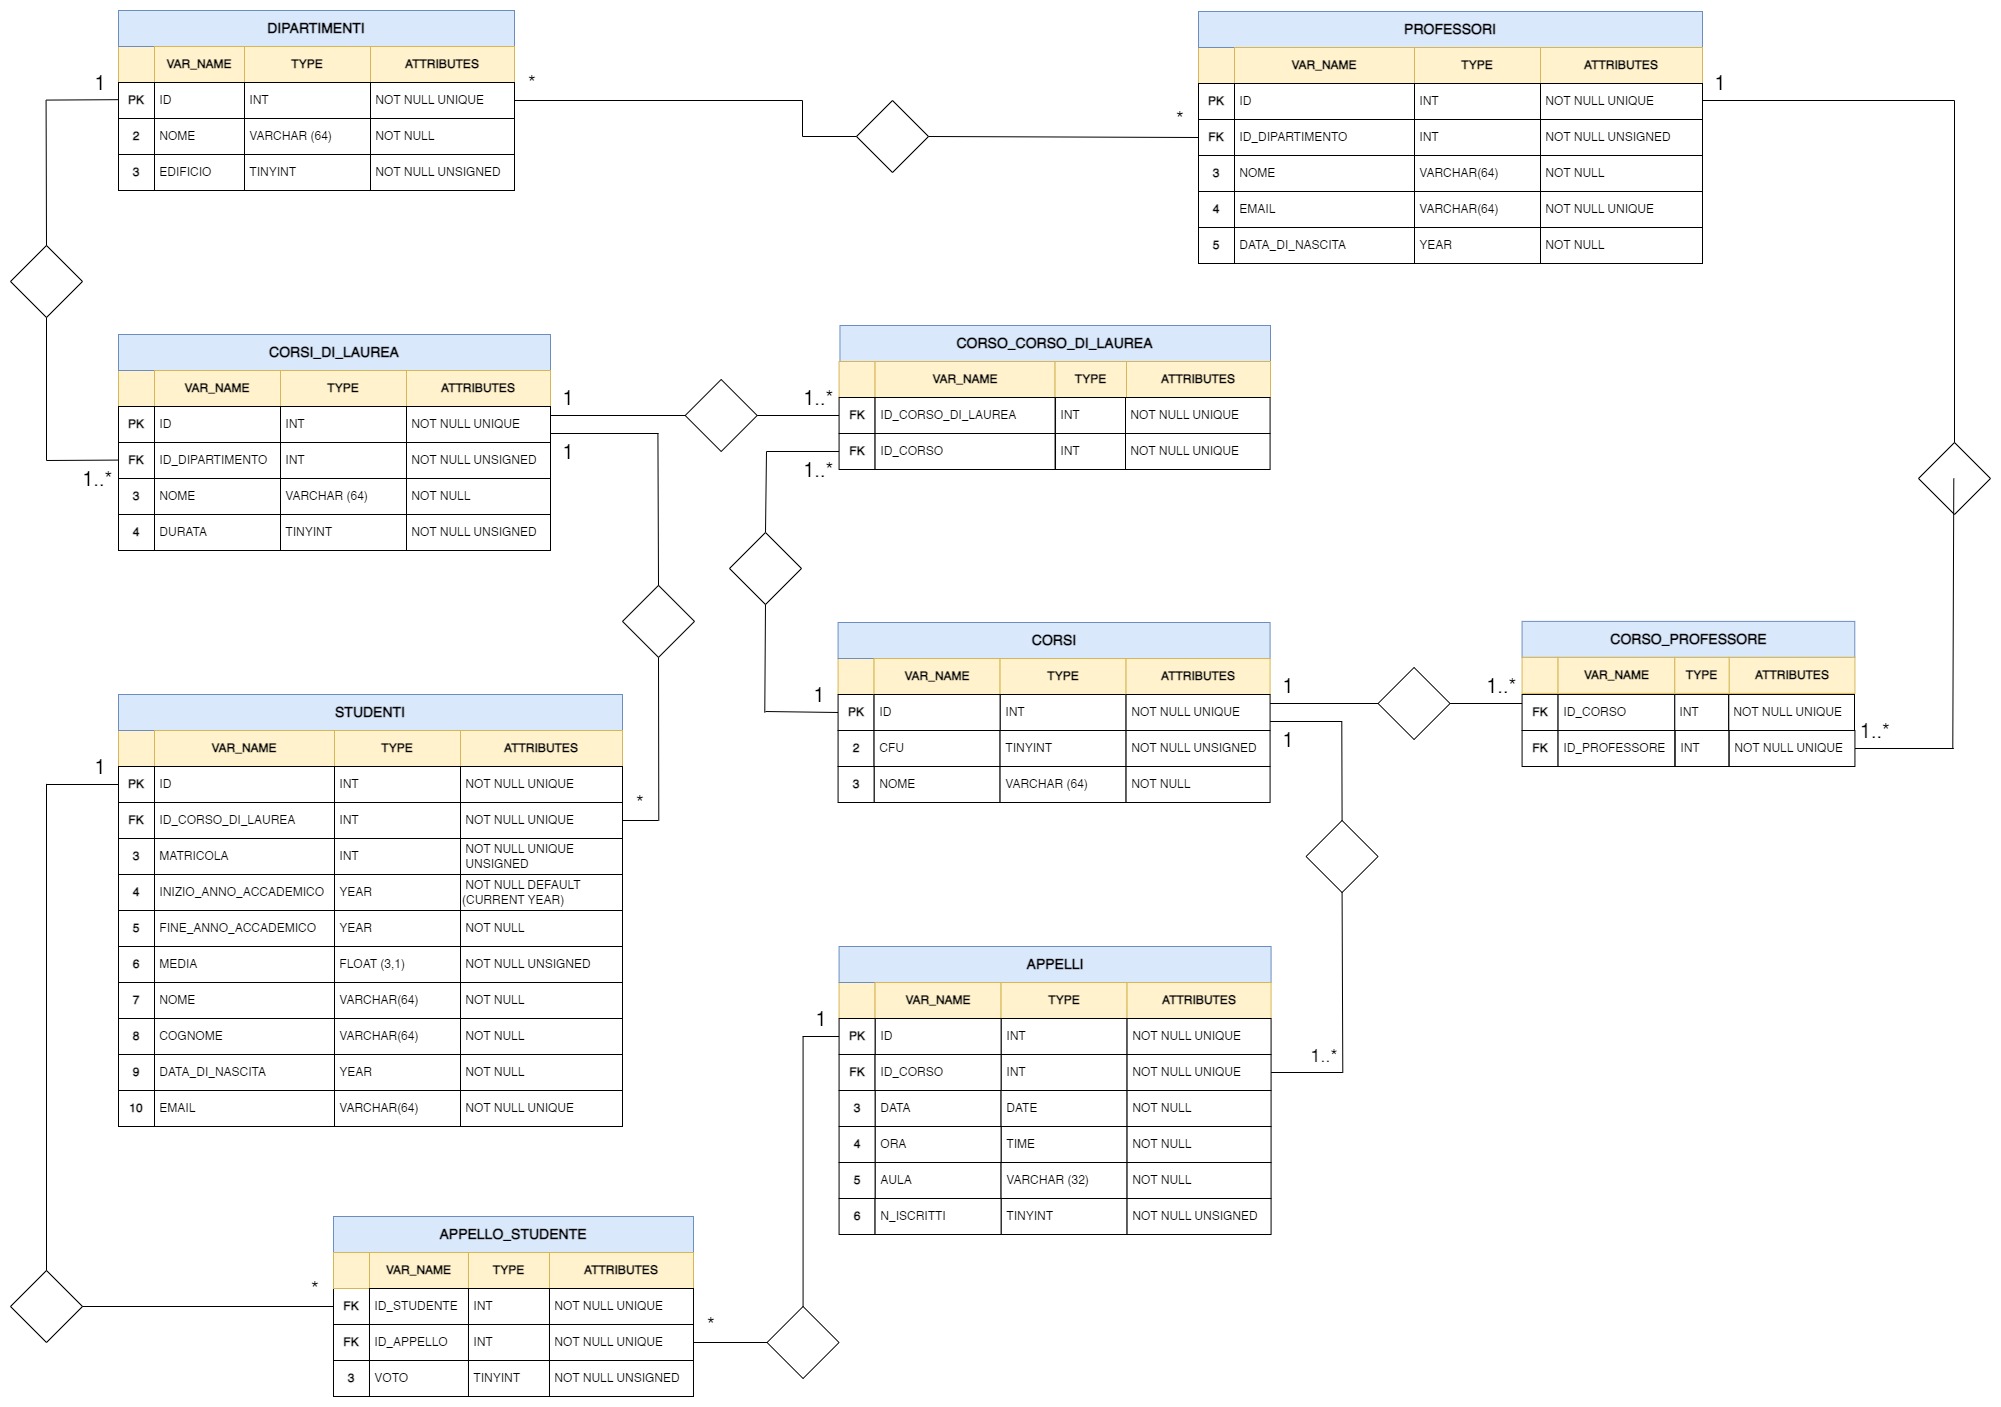 DIPARTIMENTI
VAR_NAME TYPE ATTRIBUTES
PK ID INT NOT NULL UNIQUE
2 NOME VARCHAR (64) NOT NULL
3 EDIFICIO TINYINT NOT NULL UNSIGNED
1
*
*
PROFESSORI
VAR_NAME TYPE ATTRIBUTES
PK ID INT NOT NULL UNIQUE
FK ID_DIPARTIMENTO INT NOT NULL UNSIGNED
3 NOME VARCHAR(64) NOT NULL
4 EMAIL VARCHAR(64) NOT NULL UNIQUE
5 DATA_DI_NASCITA YEAR NOT NULL
1
CORSI_DI_LAUREA
VAR_NAME TYPE ATTRIBUTES
PK ID INT NOT NULL UNIQUE
FK ID_DIPARTIMENTO INT NOT NULL UNSIGNED
3 NOME VARCHAR (64) NOT NULL
4 DURATA TINYINT NOT NULL UNSIGNED
1..*
1
1
1..*
1..*
CORSO_CORSO_DI_LAUREA
VAR_NAME TYPE ATTRIBUTES
FK ID_CORSO_DI_LAUREA INT NOT NULL UNIQUE
FK ID_CORSO INT NOT NULL UNIQUE
CORSI
VAR_NAME TYPE ATTRIBUTES
PK ID INT NOT NULL UNIQUE
2 CFU TINYINT NOT NULL UNSIGNED
3 NOME VARCHAR (64) NOT NULL
1
1
1
1..*
CORSO_PROFESSORE
VAR_NAME TYPE ATTRIBUTES
FK ID_CORSO INT NOT NULL UNIQUE
FK ID_PROFESSORE INT NOT NULL UNIQUE
1..*
STUDENTI
VAR_NAME TYPE ATTRIBUTES
PK ID INT NOT NULL UNIQUE
FK ID_CORSO_DI_LAUREA INT NOT NULL UNIQUE
3 MATRICOLA INT NOT NULL UNIQUE
UNSIGNED
4 INIZIO_ANNO_ACCADEMICO YEAR NOT NULL DEFAULT
(CURRENT YEAR)
5 FINE_ANNO_ACCADEMICO YEAR NOT NULL
6 MEDIA FLOAT (3,1) NOT NULL UNSIGNED
7 NOME VARCHAR(64) NOT NULL
8 COGNOME VARCHAR(64) NOT NULL
9 DATA_DI_NASCITA YEAR NOT NULL
10 EMAIL VARCHAR(64) NOT NULL UNIQUE
1
*
APPELLI
VAR_NAME TYPE ATTRIBUTES
PK ID INT NOT NULL UNIQUE
FK ID_CORSO INT NOT NULL UNIQUE
3 DATA DATE NOT NULL
4 ORA TIME NOT NULL
5 AULA VARCHAR (32) NOT NULL
6 N_ISCRITTI TINYINT NOT NULL UNSIGNED
1
1..*
APPELLO_STUDENTE
VAR_NAME TYPE ATTRIBUTES
FK ID_STUDENTE INT NOT NULL UNIQUE
FK ID_APPELLO INT NOT NULL UNIQUE
3 VOTO TINYINT NOT NULL UNSIGNED
*
*